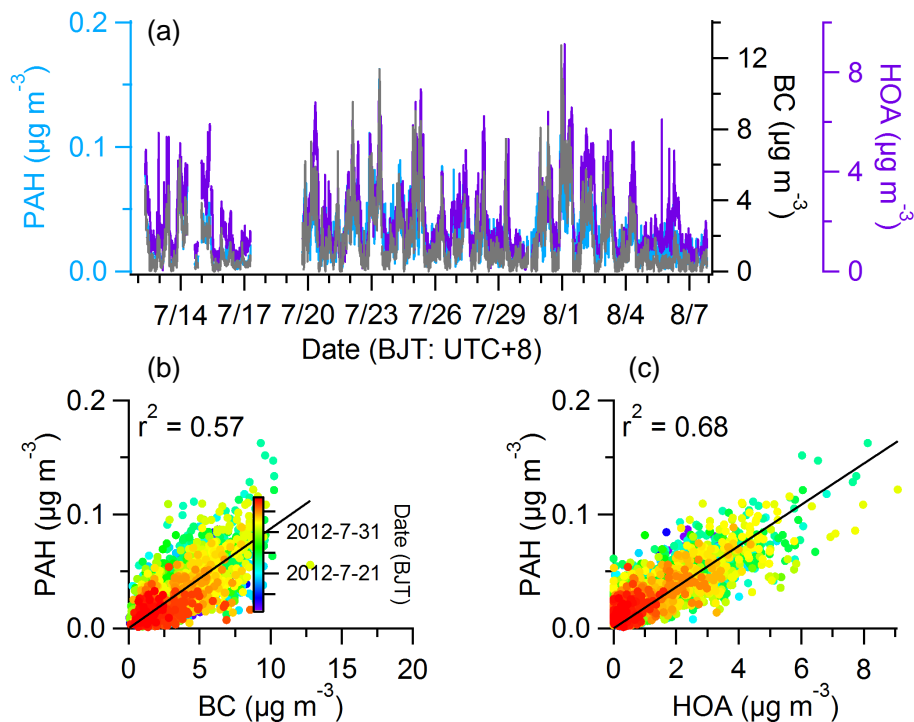 (a)
0.2
0.1
0.0
PAH (µg m-3)
12
8
4
0
BC (µg m-3)
8
4
0
HOA (µg m-3)
7/14 7/17 7/20 7/23 7/26 7/29 8/1 8/4 8/7
Date (BJT: UTC+8)
(b)
r2 = 0.57
0.2
0.1
0.0
PAH (µg m-3)
2012-7-31
2012-7-21
Date (BJT)
0 5 10 15 20
BC (µg m-3)
(c)
r2 = 0.68
0.2
0.1
0.0
PAH (µg m-3)
0 2 4 6 8
HOA (µg m-3)